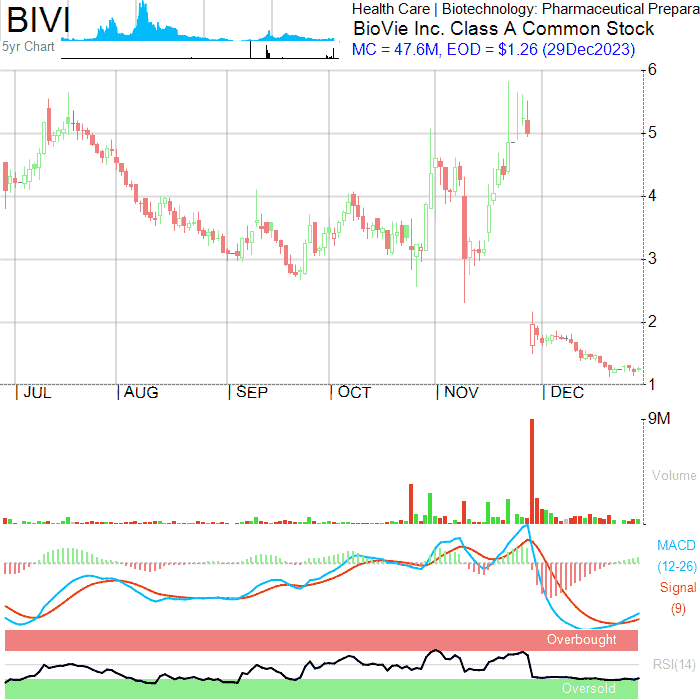 BIVI
5yr Chart
Health Care | Biotechnology: Pharmaceutical Prepara
BioVie Inc. Class A Common Stock
MC = 47.6M, EOD = $1.26 (29Dec2023)
6
5
4
3
2
1
| JUL | AUG | SEP | OCT | NOV | DEC
9M
Volume
MACD
(12-26)
Signal
(9)
Overbought
RSI(14)
Oversold